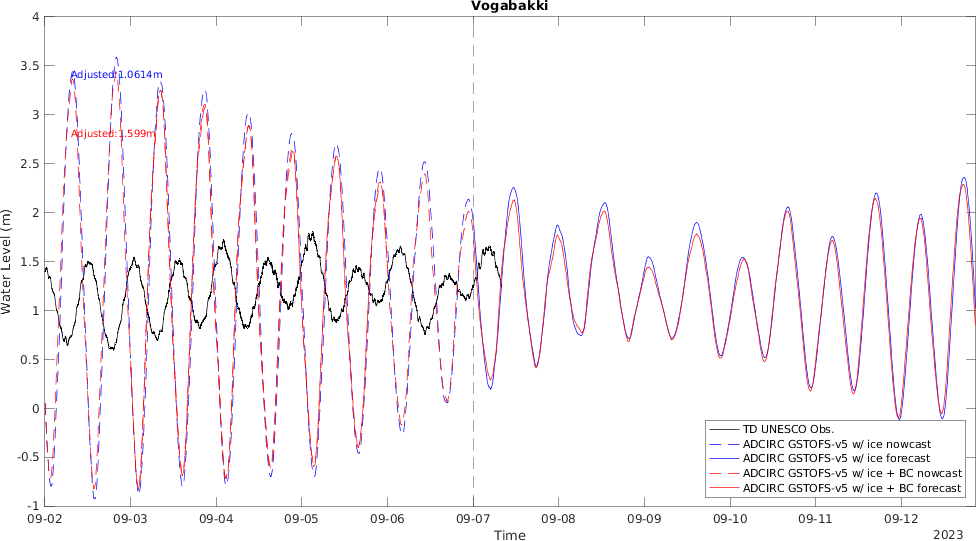 Vogabakki
4
3.5
3
2.5
2
1.5
1
0.5
0
-0.5
-1
Water Level (m)
Adjusted:1.0614m
Adjusted:1.599m
TD UNESCO Obs.
ADCIRC GSTOFS-v5 w/ ice nowcast
ADCIRC GSTOFS-v5 w/ ice forecast
ADCIRC GSTOFS-v5 w/ ice + BC nowcast
ADCIRC GSTOFS-v5 w/ ice + BC forecast
09-02 09-03 09-04 09-05 09-06 09-07 09-08 09-09 09-10 09-11 09-12
Time
2023